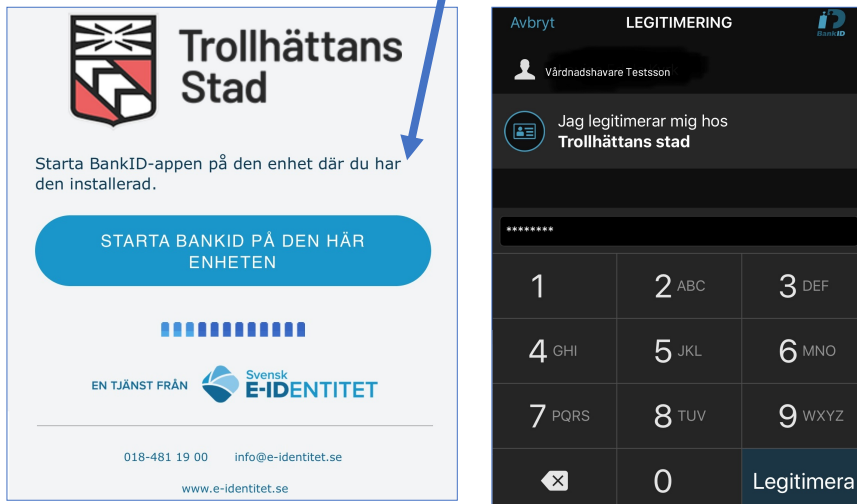 Trollhättans
Stad
Starta BankID-appen på den enhet där du har
den installerad.
STARTA BANKID PÅ DEN HÄR
ENHETEN
EN TJÄNST FRÅN
Svensk
E-IDENTITET
018-481 19 00 info@e-identitet.se
www.e-identitet.se
Avbryt LEGITIMERING
BankID
Vårdnadshavare Testsson
Jag legitimerar mig hos
Trollhättans stad
********
1 2 ABC 3 DEF
4 GHI 5 JKL 6 MNO
7 PQRS 8 TUV 9 WXYZ
0 Legitimera